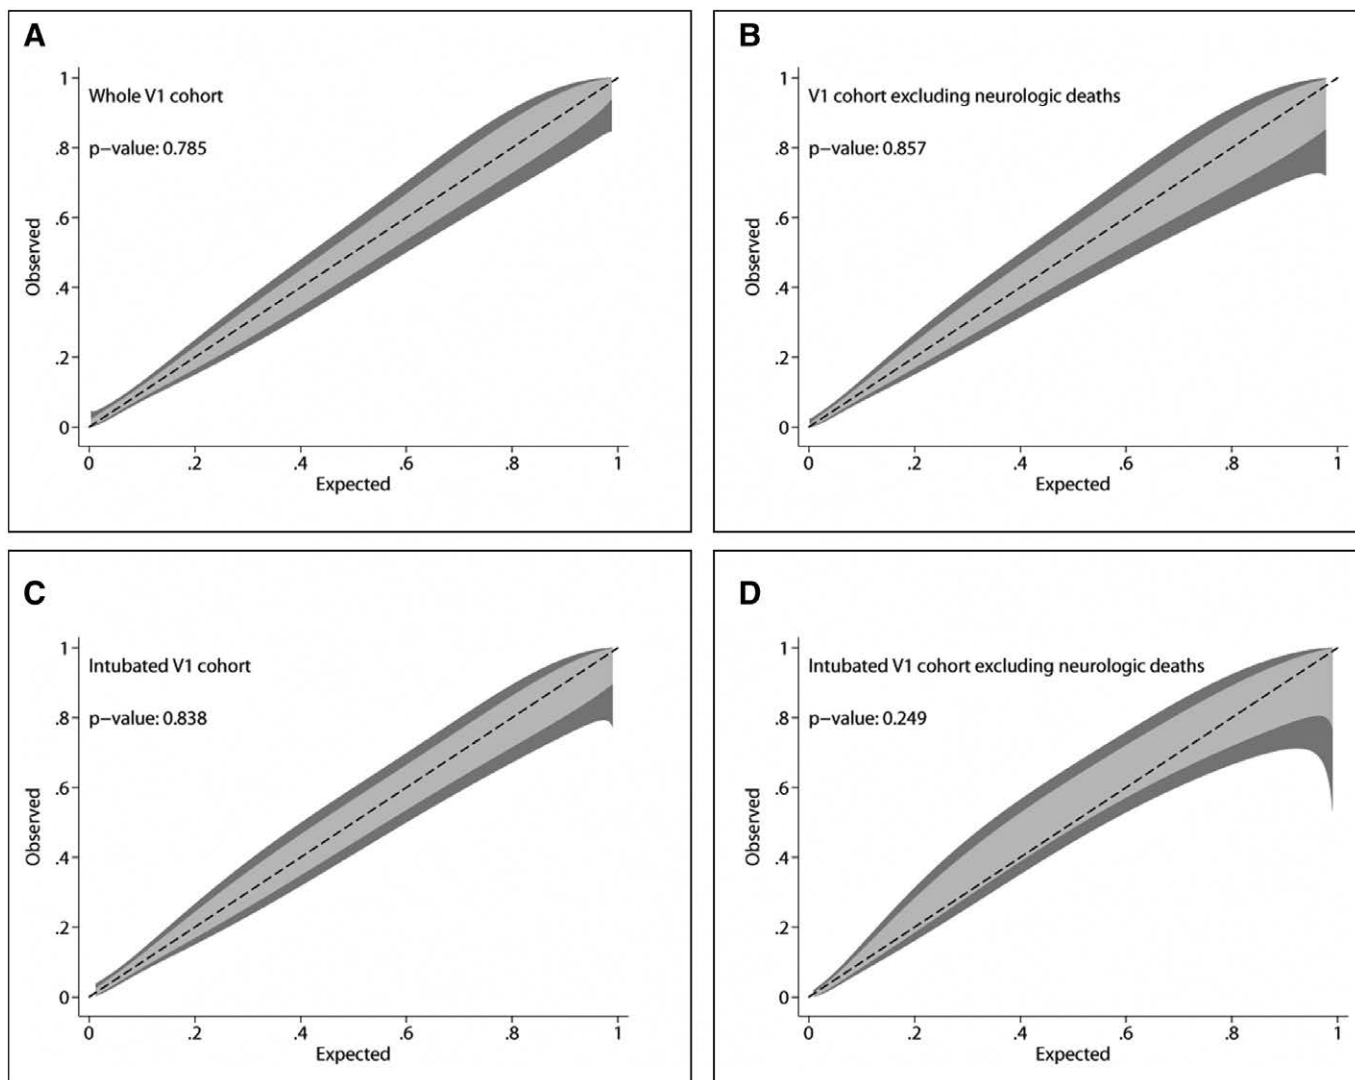 A
Whole V1 cohort
p-value: 0.785
Observed
1
.8
.6
.4
.2
0
0 .2 .4 .6 .8 1
Expected
B
V1 cohort excluding neurologic deaths
p-value: 0.857
Observed
1
.8
.6
.4
.2
0
0 .2 .4 .6 .8 1
Expected
C
Intubated V1 cohort
p-value: 0.838
Observed
1
.8
.6
.4
.2
0
0 .2 .4 .6 .8 1
Expected
D
Intubated V1 cohort excluding neurologic deaths
p-value: 0.249
Observed
1
.8
.6
.4
.2
0
0 .2 .4 .6 .8 1
Expected